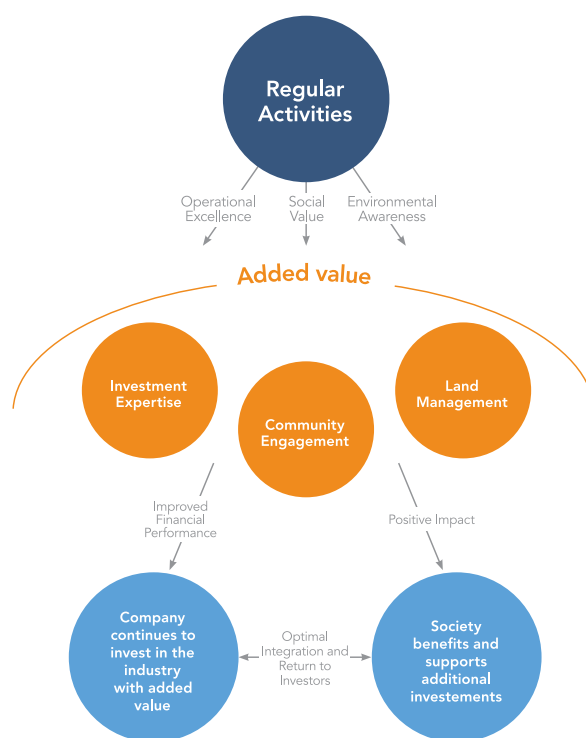 Regular
Activities
Operational
Excellence
Social
Value
Environmental
Awareness
Added value
Investment
Expertise
Community
Engagement
Land
Management
Improved
Financial
Performance
Positive Impact
Company
continues to
invest in the
industry
with added
value
Optimal
Integration and
Return to
Investors
Society
benefits and
supports
additional
investements